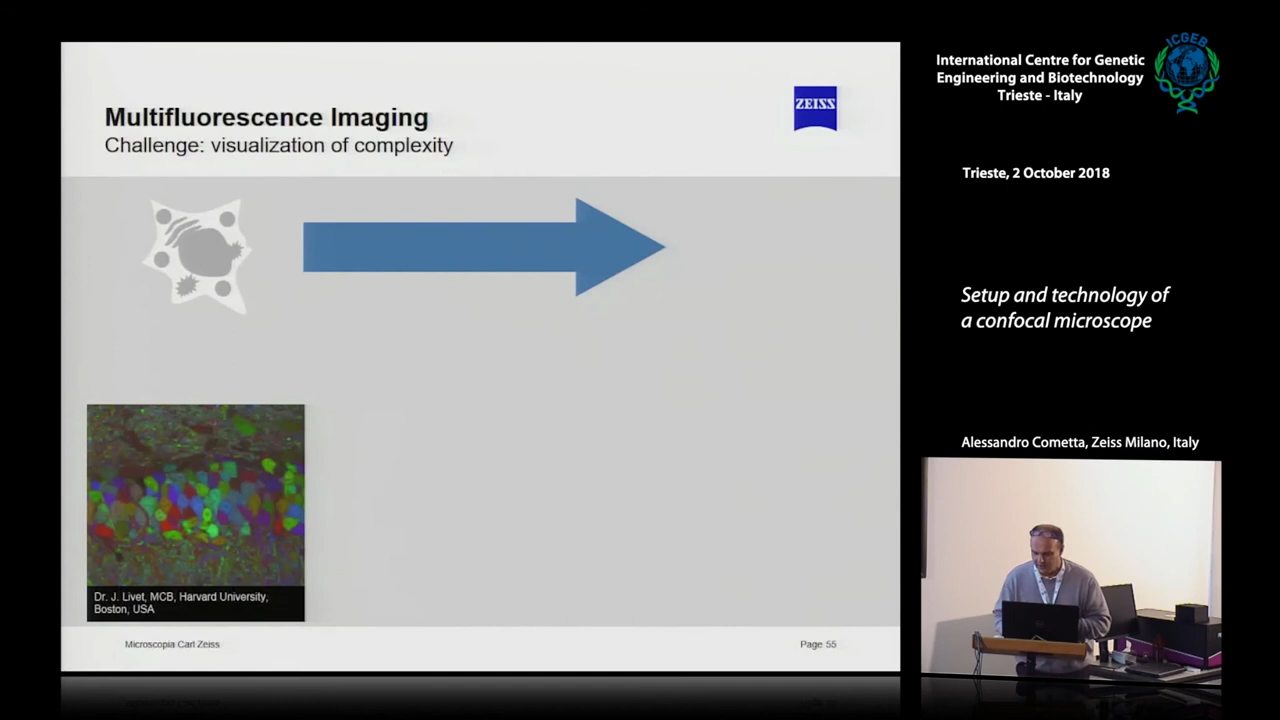 Multifluorescence Imaging
Challenge: visualization of complexity
ZEISS
Dr. J. Livet, MCB, Harvard University,
Boston, USA
Microscopia Carl Zeiss
Page 55
International Centre for Genetic
Engineering and Biotechnology
Trieste - Italy
ICGEB
Trieste, 2 October 2018
Setup and technology of
a confocal microscope
Alessandro Cometta, Zeiss Milano, Italy